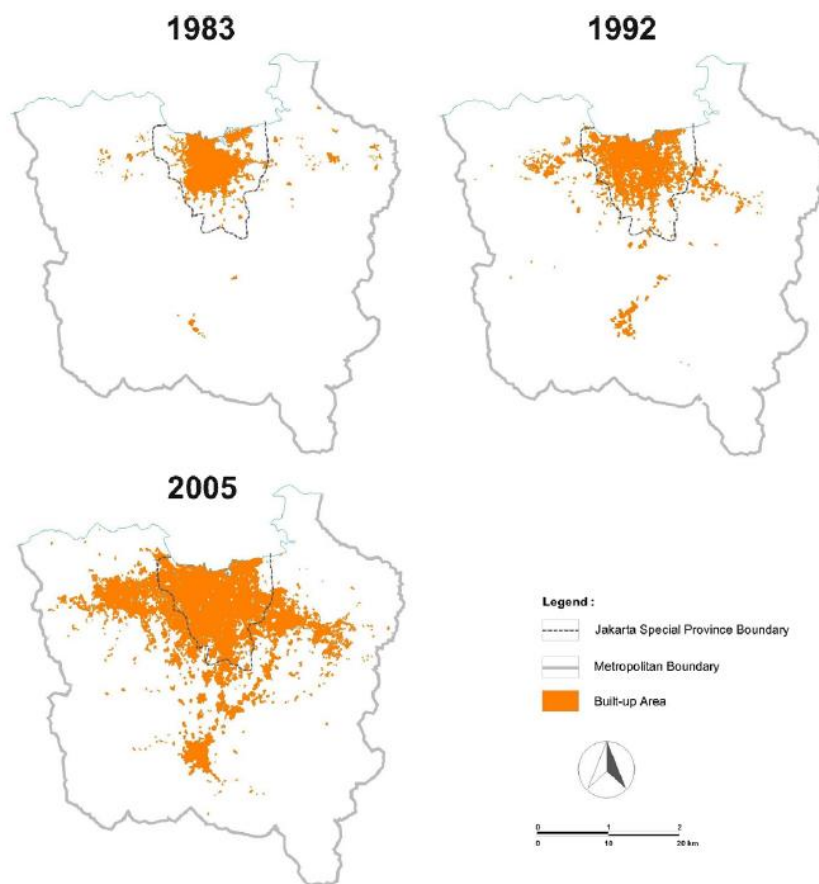 1983
1992
2005
Legend :
Jakarta Special Province Boundary
Metropolitan Boundary
Built-up Area
0 1 2
0 10 20 km